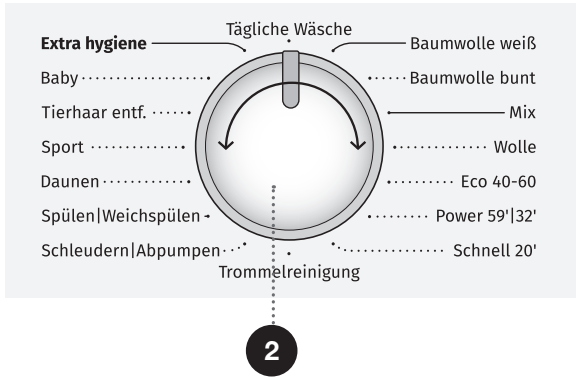 Tägliche Wäsche
Extra hygiene
Baby
Tierhaar entf.
Sport
Daunen
Spülen|Weichspülen
Schleudern|Abpumpen
Baumwolle weiß
Baumwolle bunt
Mix
Wolle
Eco 40-60
Power 59'|32'
Schnell 20'
Trommelreinigung
2